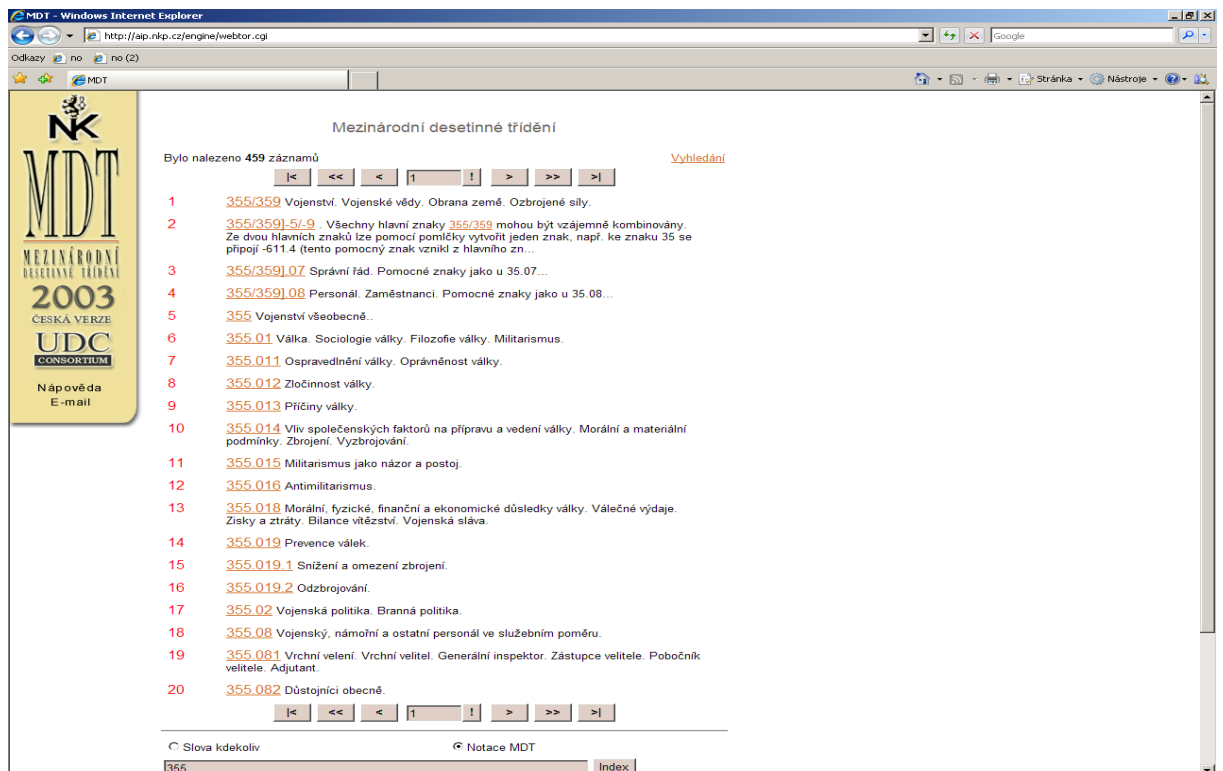 MDT - Windows Internet Explorer
http://aip.nkp.cz/engine/webtor.cgi
Google
Odkazy no no (2)
MDT
Stránka Nástroje
NK
MDT
MEZINÁRODNÍ
DESETINNÉ TŘÍDĚNÍ
2003
ČESKÁ VERZE
UDC
CONSORTIUM
Nápověda
E-mail
Mezinárodní desetinné třídění
Bylo nalezeno 459 záznamů Vyhledání
|< << < 1 ! > >> >|
1 355/359 Vojenství. Vojenské vědy. Obrana země. Ozbrojené síly.
2 355/359]-5/-9 . Všechny hlavní znaky 355/359 mohou být vzájemně kombinovány.
Ze dvou hlavních znaků lze pomocí pomlčky vytvořit jeden znak, např. ke znaku 35 se
připojí -611.4 (tento pomocný znak vznikl z hlavního zn...
3 355/359].07 Správní řád. Pomocné znaky jako u 35.07...
4 355/359].08 Personál. Zaměstnanci. Pomocné znaky jako u 35.08...
5 355 Vojenství všeobecně..
6 355.01 Válka. Sociologie války. Filozofie války. Militarismus.
7 355.011 Ospravedlnění války. Oprávněnost války.
8 355.012 Zločinnost války.
9 355.013 Příčiny války.
10 355.014 Vliv společenských faktorů na přípravu a vedení války. Morální a materiální
podmínky. Zbrojení. Vyzbrojování.
11 355.015 Militarismus jako názor a postoj.
12 355.016 Antimilitarismus.
13 355.018 Morální, fyzické, finanční a ekonomické důsledky války. Válečné výdaje.
Zisky a ztráty. Bilance vítězství. Vojenská sláva.
14 355.019 Prevence válek.
15 355.019.1 Snížení a omezení zbrojení.
16 355.019.2 Odzbrojování.
17 355.02 Vojenská politika. Branná politika.
18 355.08 Vojenský, námořní a ostatní personál ve služebním poměru.
19 355.081 Vrchní velení. Vrchní velitel. Generální inspektor. Zástupce velitele. Pobočník
velitele. Adjutant.
20 355.082 Důstojníci obecně.
|< << < 1 ! > >> >|
Slova kdekoliv Notace MDT
355 Index